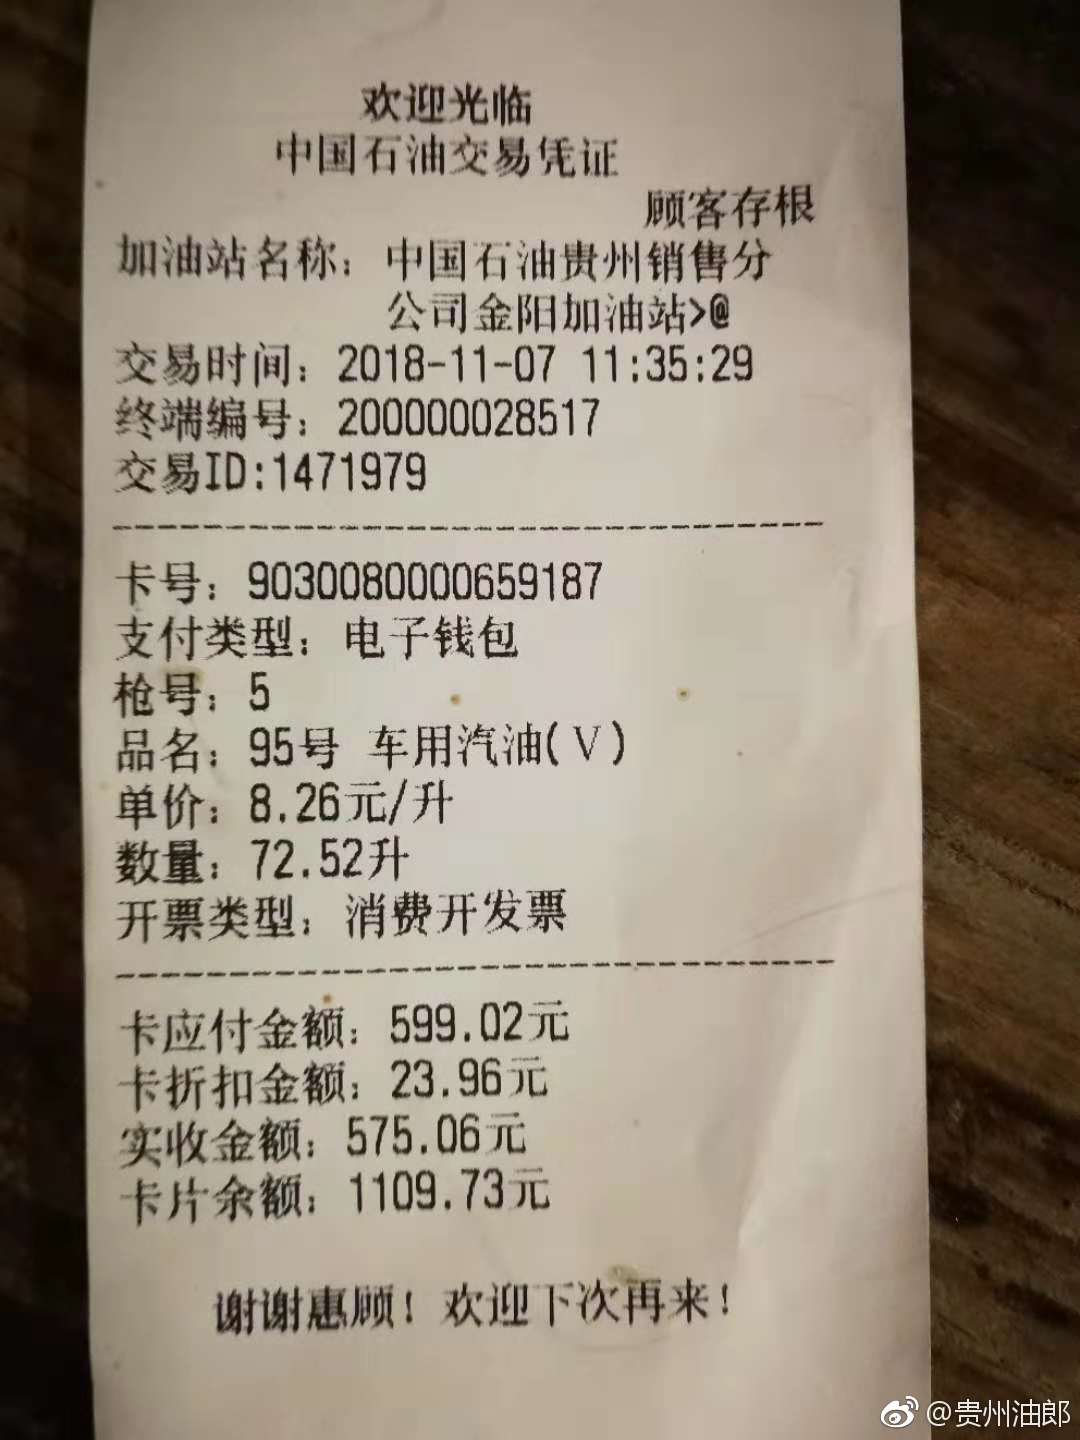 欢迎光临
中国石油交易凭证
顾客存根
加油站名称：中国石油贵州销售分
公司金阳加油站>@
交易时间：2018-11-07 11:35:29
终端编号：200000028517
交易ID:1471979
卡号：9030080000659187
支付类型：电子钱包
枪号：5
品名：95号 车用汽油(Ⅴ)
单价：8.26元/升
数量：72.52升
开票类型：消费开发票
卡应付金额：599.02元
卡折扣金额：23.96元
实收金额：575.06元
卡片余额：1109.73元
谢谢惠顾！欢迎下次再来！
@贵州油郎